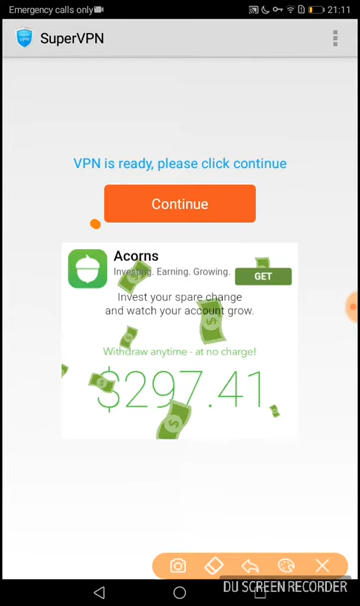 Emergency calls only
21:11
SuperVPN
VPN is ready, please click continue
Continue
Acorns
Investing. Earning. Growing.
GET
Invest your spare change
and watch your account grow.
Withdraw anytime - at no charge!
$297.41
DU SCREEN RECORDER